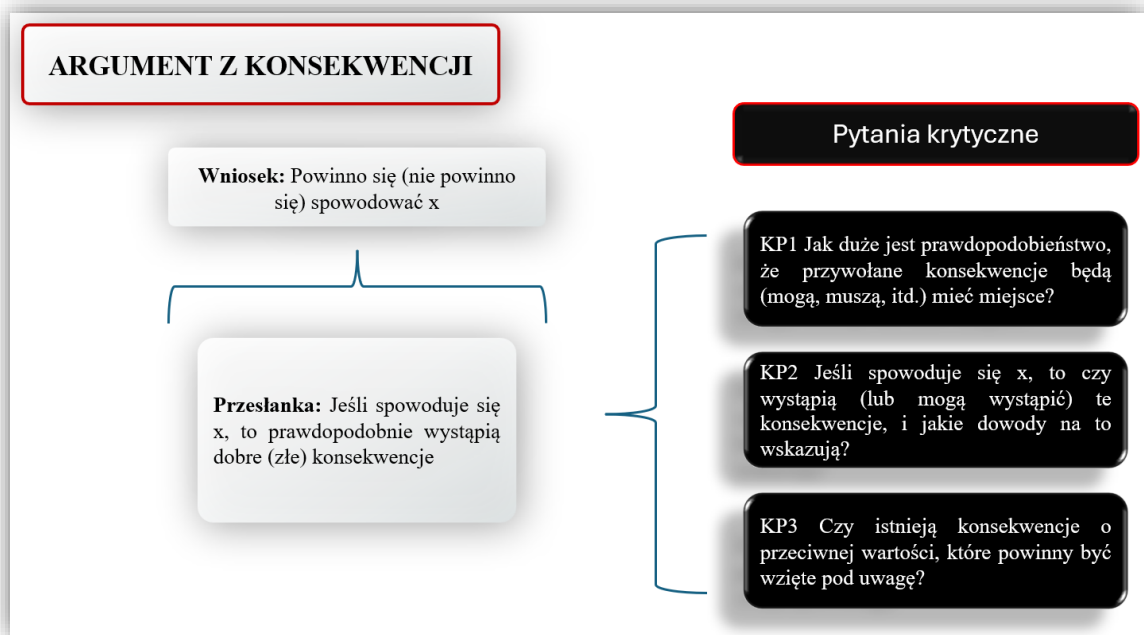 ARGUMENT Z KONSEKWENCJI
Wniosek: Powinno się (nie powinno
się) spowodować x
Przesłanka: Jeśli spowoduje się
x, to prawdopodobnie wystąpią
dobre (złe) konsekwencje
Pytania krytyczne
KP1 Jak duże jest prawdopodobieństwo,
że przywołane konsekwencje będą
(mogą, muszą, itd.) mieć miejsce?
KP2 Jeśli spowoduje się x, to czy
wystąpią (lub mogą wystąpić) te
konsekwencje, i jakie dowody na to
wskazują?
KP3 Czy istnieją konsekwencje o
przeciwnej wartości, które powinny być
wzięte pod uwagę?